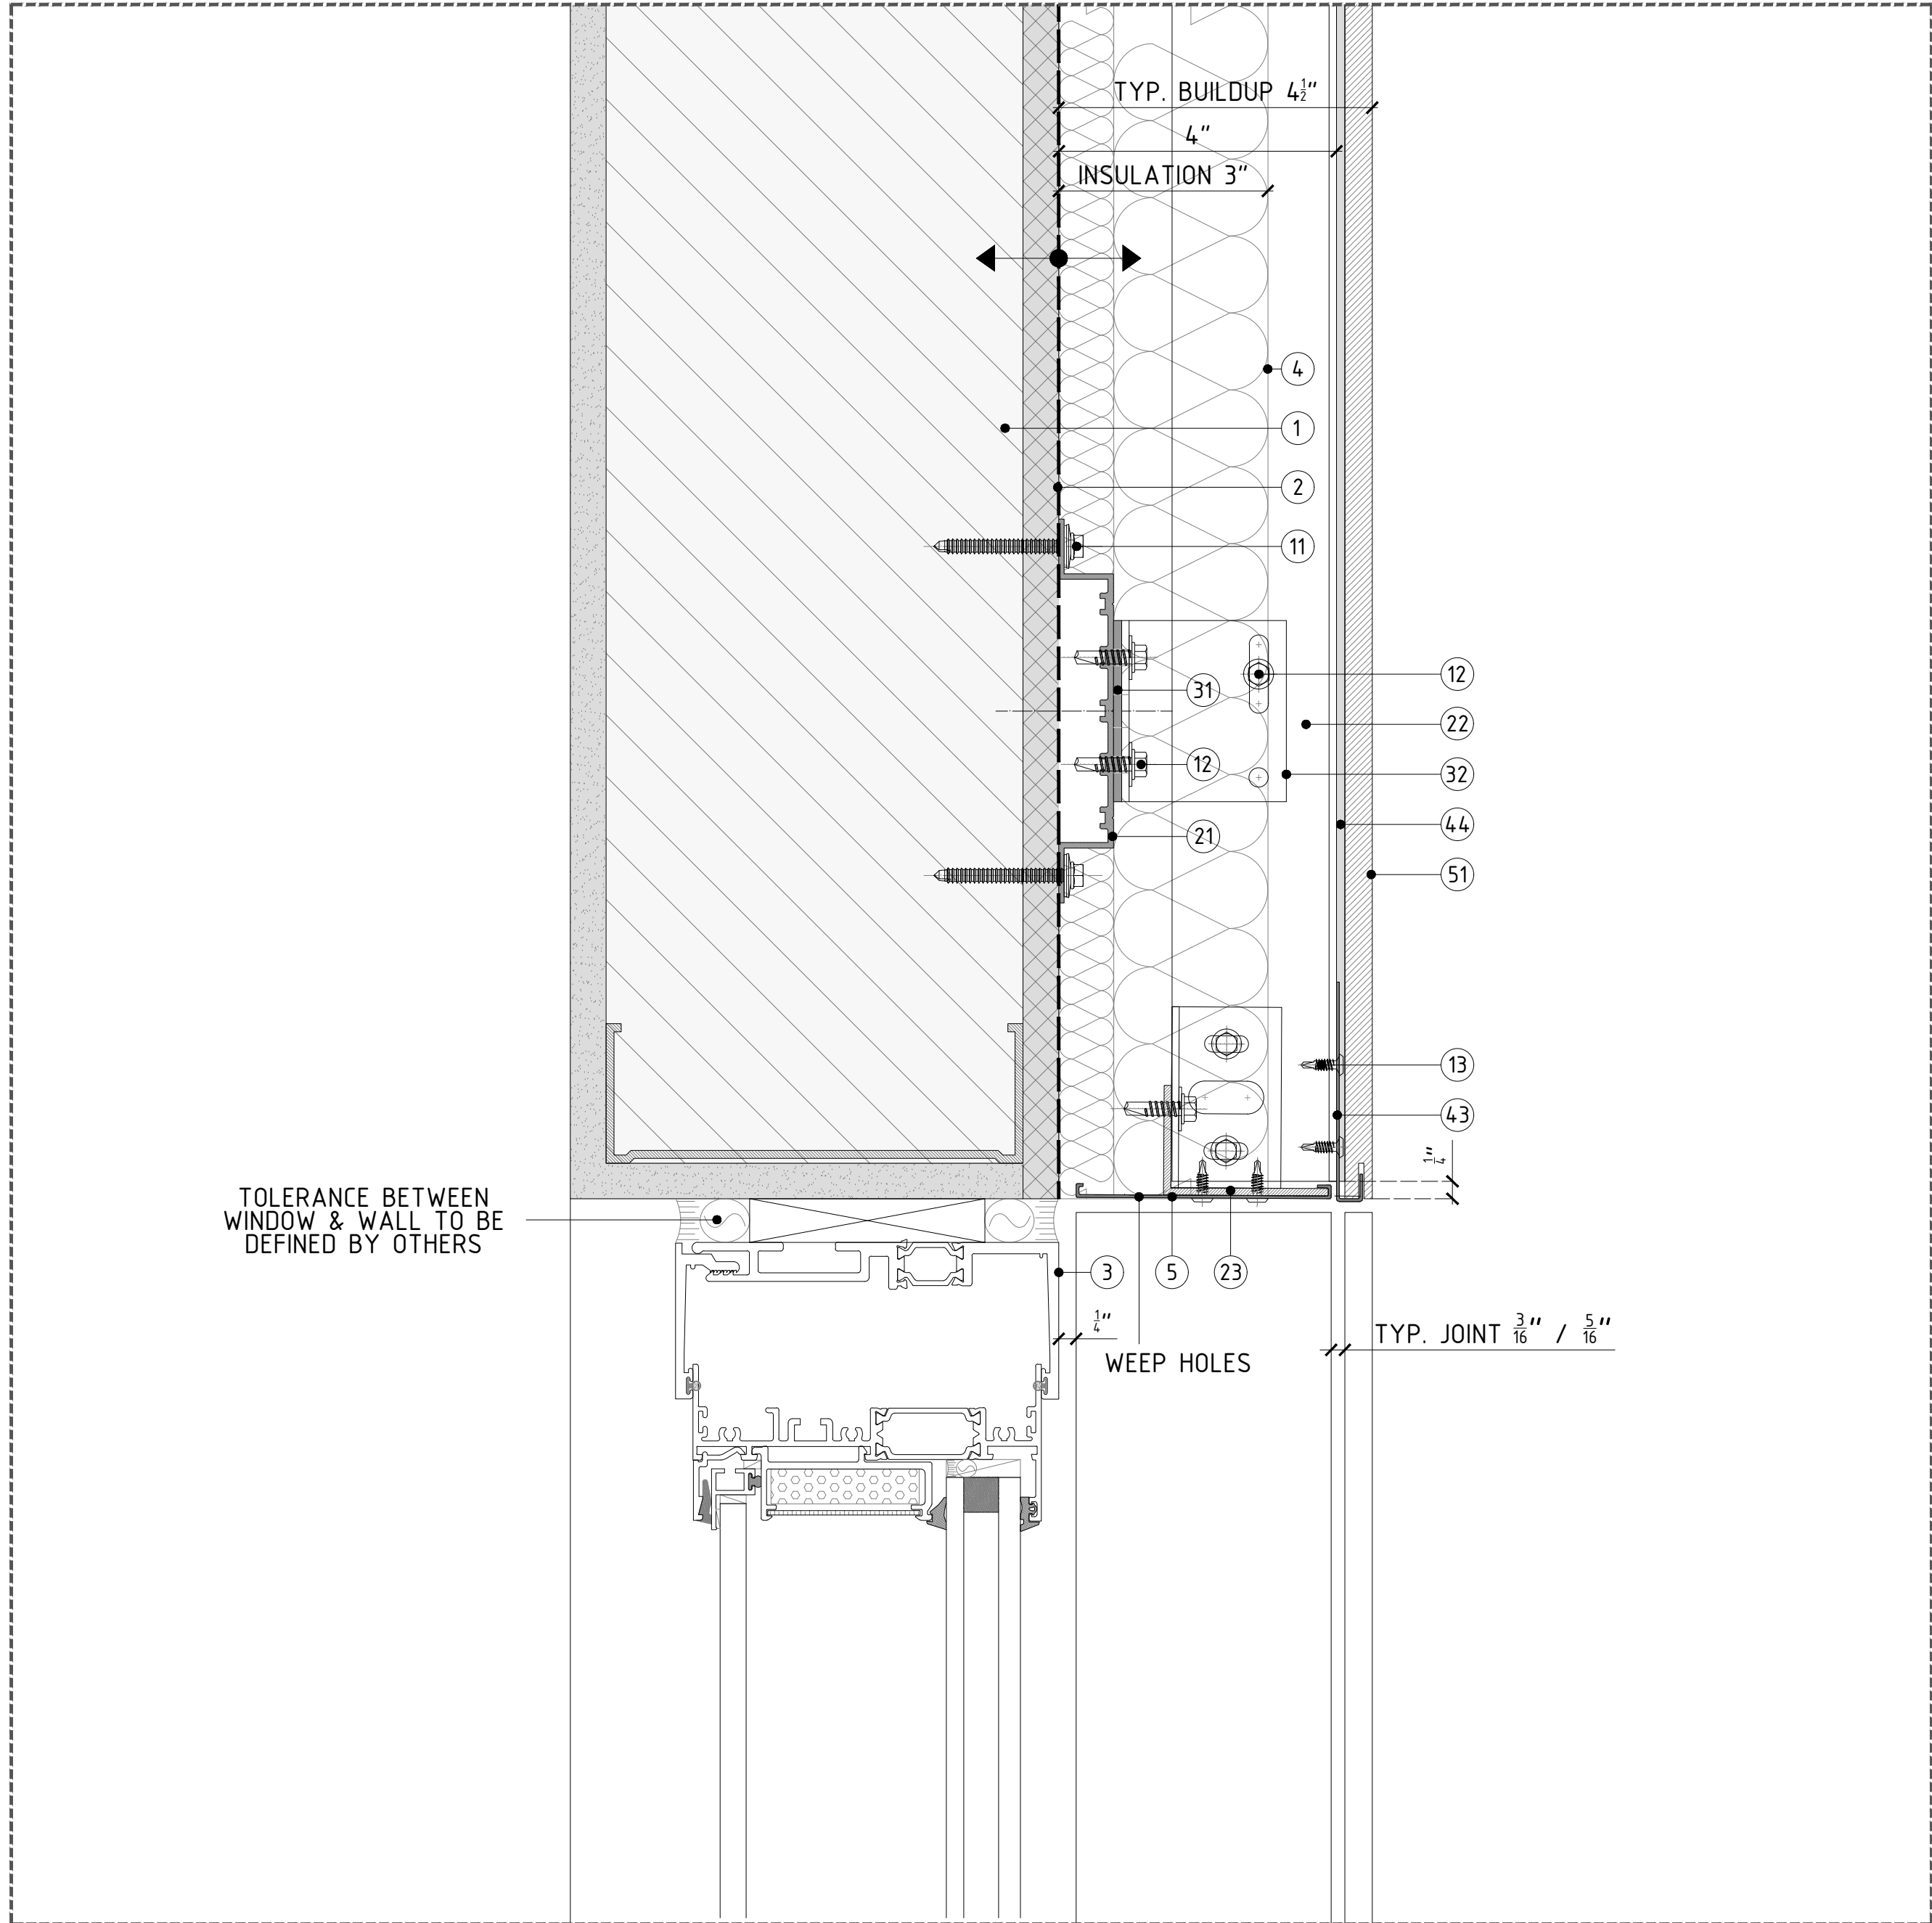 TYP. BUILDUP 4 1/2"
4"
INSULATION 3"
4
1
2
11
12
31
22
12
32
44
21
51
13
43
1/4"
TOLERANCE BETWEEN
WINDOW & WALL TO BE
DEFINED BY OTHERS
3
5
23
1/4"
TYP. JOINT 3/16" / 5/16"
WEEP HOLES